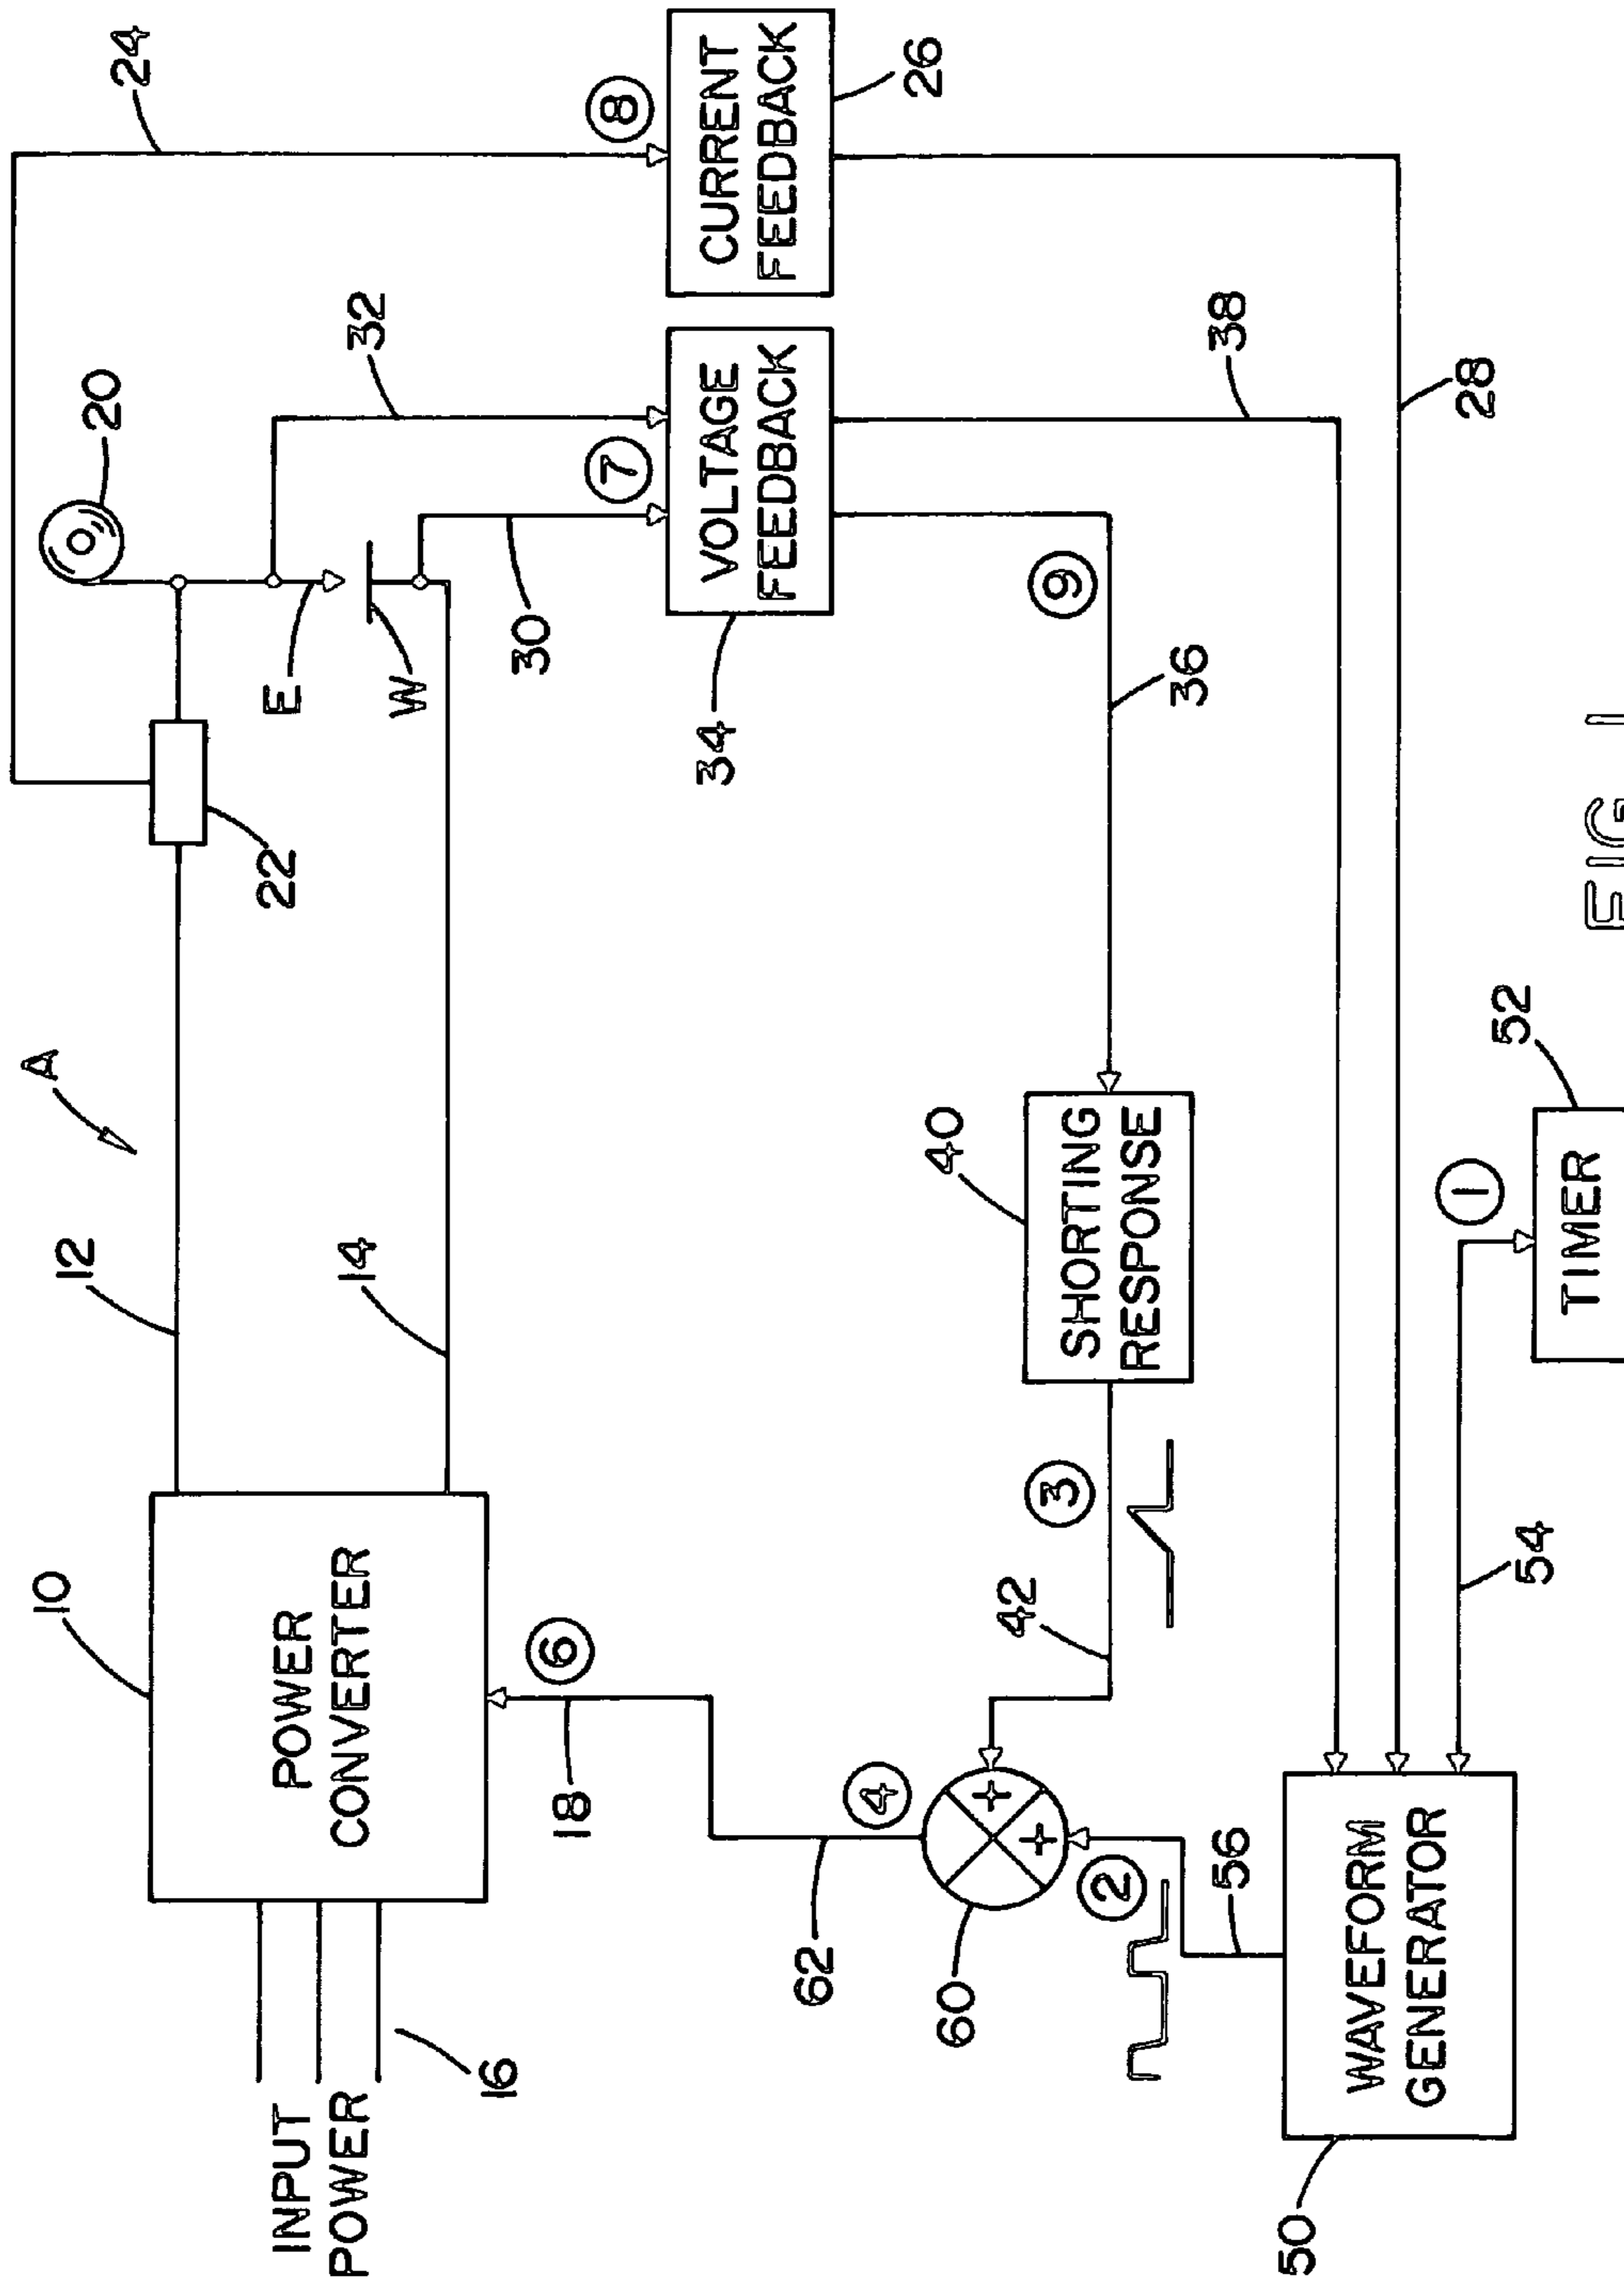 A
10
12
14
20
24
INPUT
POWER
16
POWER
CONVERTER
22
E
W
32
30
18
6
7
8
34
VOLTAGE
FEEDBACK
CURRENT
FEEDBACK
26
62
4
60
+
+
42
3
40
SHORTING
RESPONSE
9
36
38
2
56
50
WAVEFORM
GENERATOR
28
54
1
52
TIMER